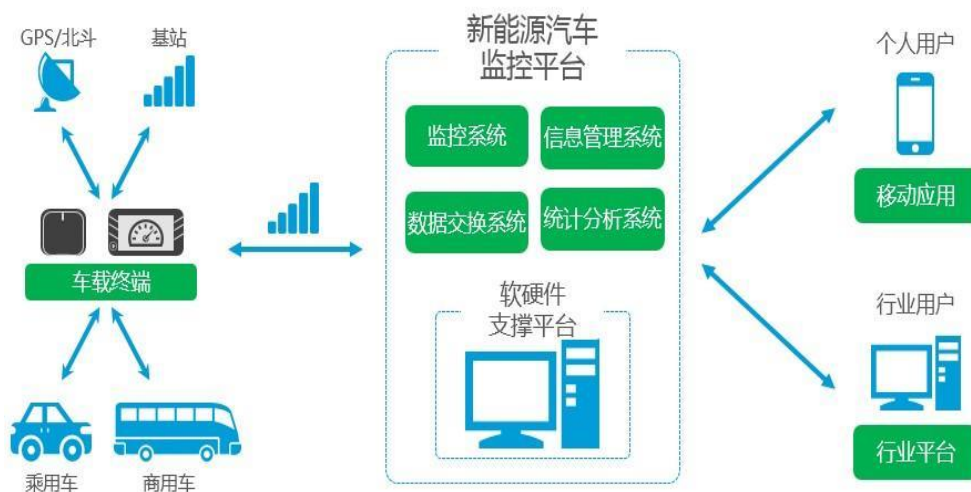 GPS/北斗
基站
车载终端
乘用车
商用车
新能源汽车
监控平台
监控系统
信息管理系统
数据交换系统
统计分析系统
软硬件
支撑平台
个人用户
移动应用
行业用户
行业平台